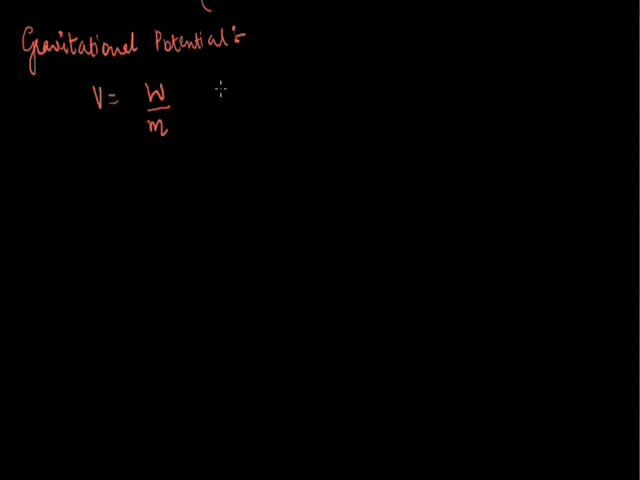 Gravitational Potential :-
V = W/m